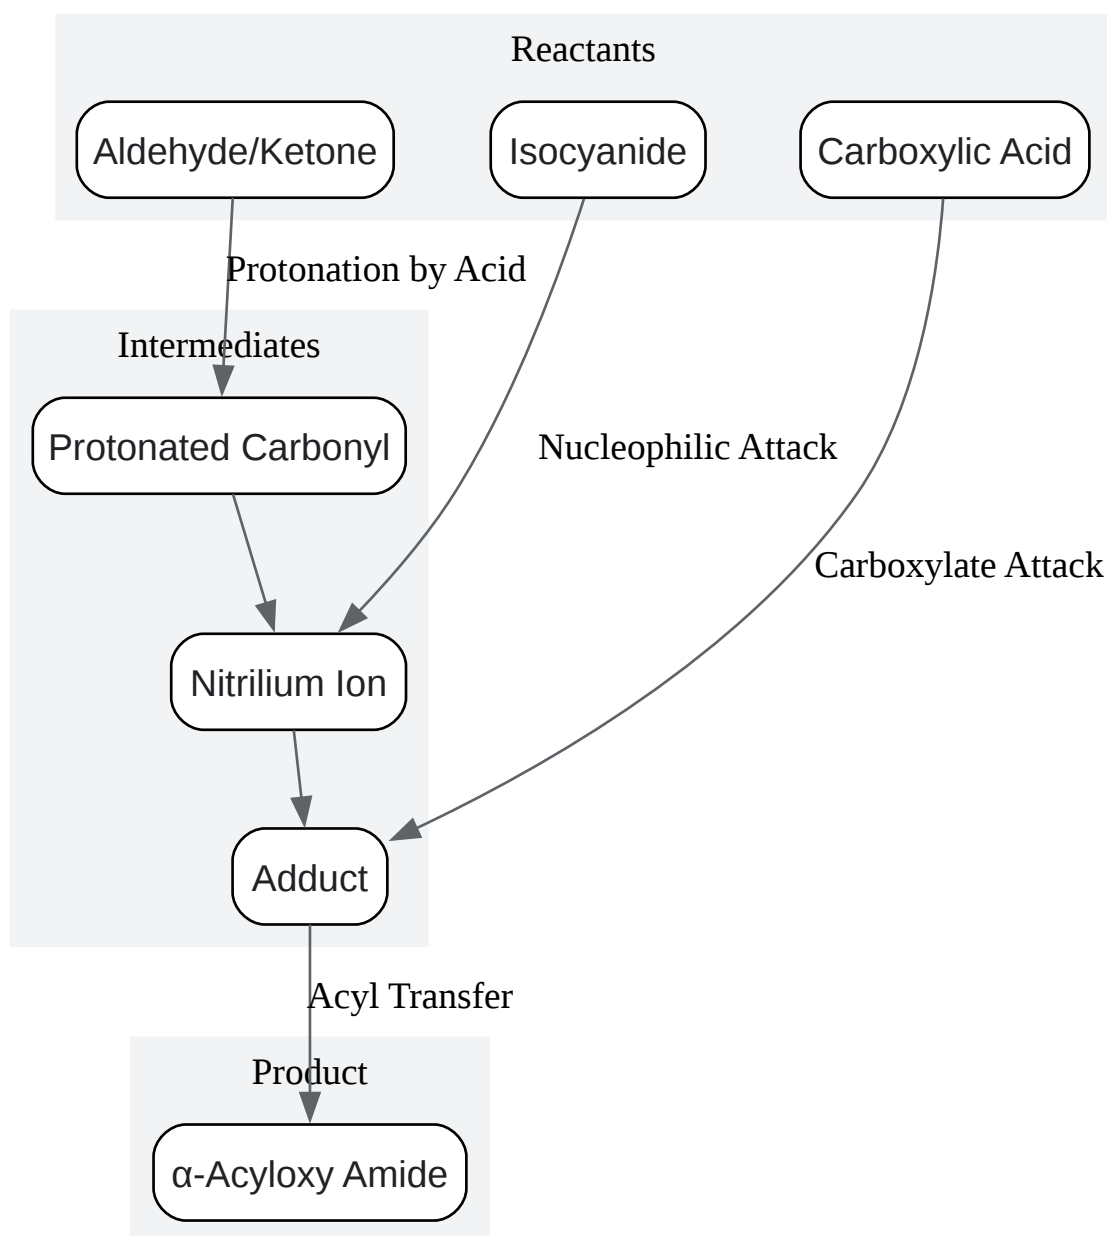 Reactants
Aldehyde/Ketone
Isocyanide
Carboxylic Acid
Protonation by Acid
Intermediates
Protonated Carbonyl
Nucleophilic Attack
Carboxylate Attack
Nitrilium Ion
Adduct
Acyl Transfer
Product
α-Acyloxy Amide